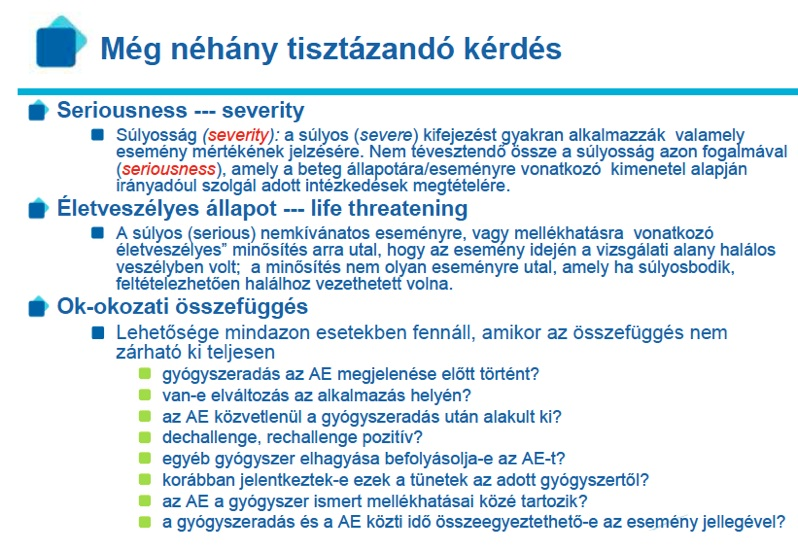 Még néhány tisztázandó kérdés
Seriousness --- severity
Súlyosság (severity): a súlyos (severe) kifejezést gyakran alkalmazzák valamely
esemény mértékének jelzésére. Nem tévesztendő össze a súlyosság azon fogalmával
(seriousness), amely a beteg állapotára/eseményre vonatkozó kimenetel alapján
irányadóul szolgál adott intézkedések megtételére.
Életveszélyes állapot --- life threatening
A súlyos (serious) nemkívánatos eseményre, vagy mellékhatásra vonatkozó
életveszélyes” minősítés arra utal, hogy az esemény idején a vizsgálati alany halálos
veszélyben volt; a minősítés nem olyan eseményre utal, amely ha súlyosbodik,
feltételezhetően halálhoz vezethetett volna.
Ok-okozati összefüggés
Lehetősége mindazon esetekben fennáll, amikor az összefüggés nem
zárható ki teljesen
gyógyszeradás az AE megjelenése előtt történt?
van-e elváltozás az alkalmazás helyén?
az AE közvetlenül a gyógyszeradás után alakult ki?
dechallenge, rechallenge pozitív?
egyéb gyógyszer elhagyása befolyásolja-e az AE-t?
korábban jelentkeztek-e ezek a tünetek az adott gyógyszertől?
az AE a gyógyszer ismert mellékhatásai közé tartozik?
a gyógyszeradás és a AE közti idő összeegyeztethető-e az esemény jellegével?